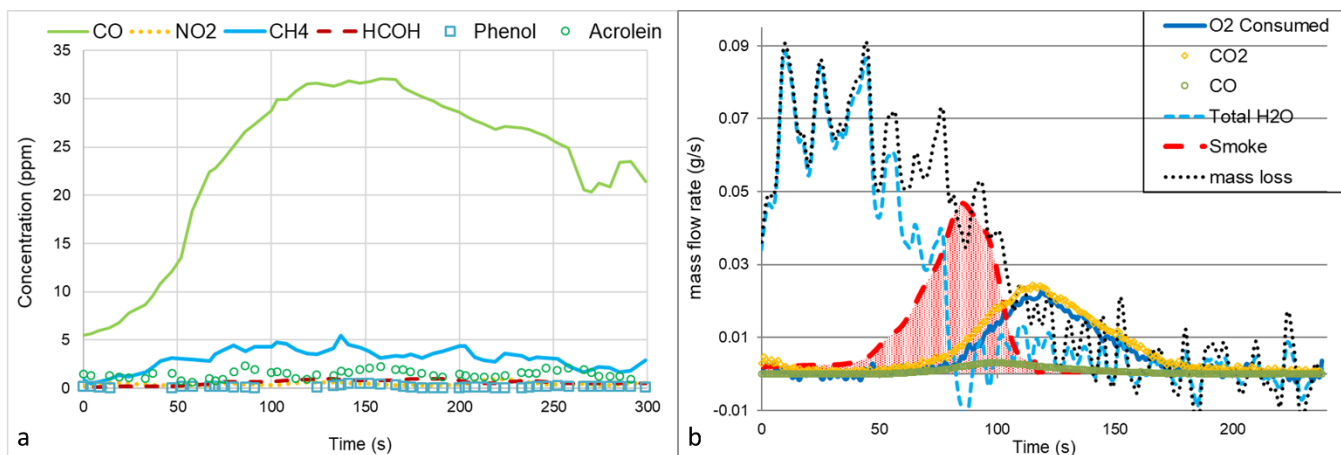 CO NO2 CH4 HCOH Phenol Acrolein
35
30
25
20
15
10
5
0
Concentration (ppm)
0 50 100 150 200 250 300
Time (s)
a
O2 Consumed
CO2
CO
Total H2O
Smoke
mass loss
0.09
0.07
0.05
0.03
0.01
-0.01
mass flow rate (g/s)
0 50 100 150 200
Time (s)
b